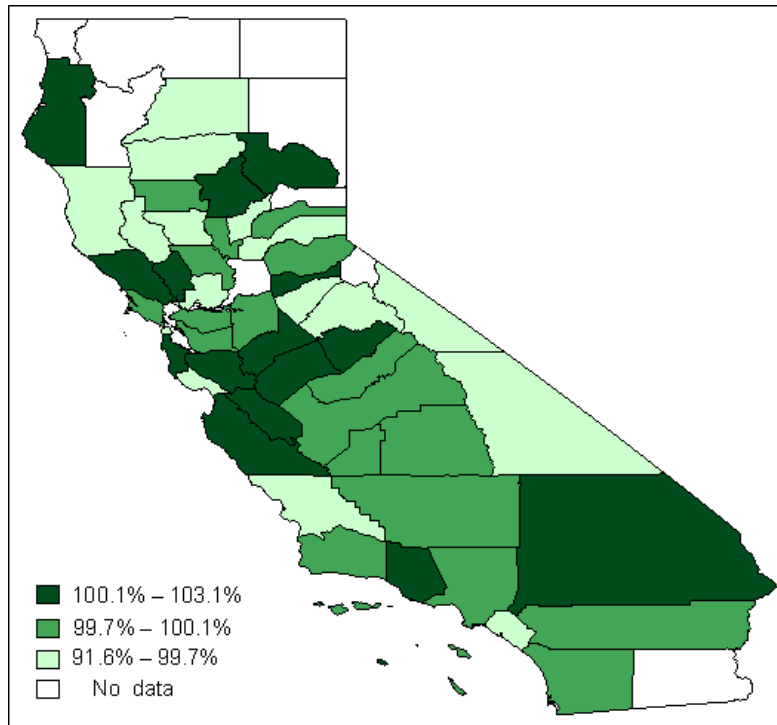 100.1% – 103.1%
99.7% – 100.1%
91.6% – 99.7%
No data